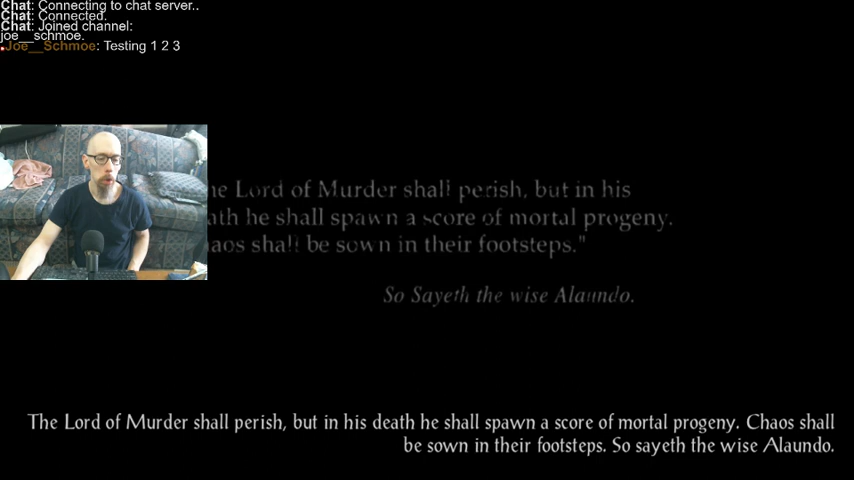 Chat: Connecting to chat server..
Chat: Connected.
Chat: Joined channel:
joe__schmoe.
Joe__Schmoe: Testing 1 2 3
he Lord of Murder shall perish, but in his
ath he shall spawn a score of mortal progeny.
aos shall be sown in their footsteps."
So Sayeth the wise Alaundo.
The Lord of Murder shall perish, but in his death he shall spawn a score of mortal progeny. Chaos shall
be sown in their footsteps. So sayeth the wise Alaundo.